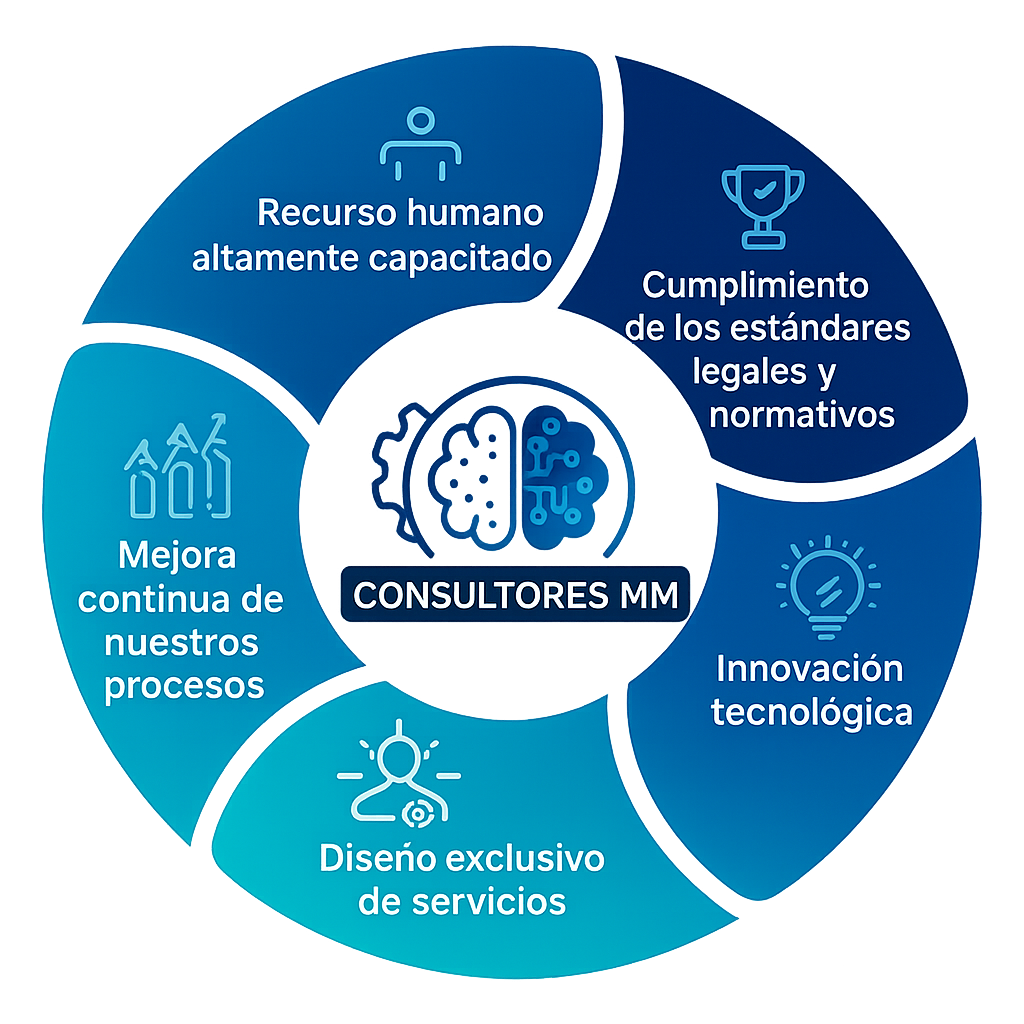 Recurso humano
altamente capacitado
Cumplimiento
de los estándares
legales y
normativos
Innovación
tecnológica
Diseńo exclusivo
de servicios
Mejora
continua de
nuestros
procesos
CONSULTORES MM